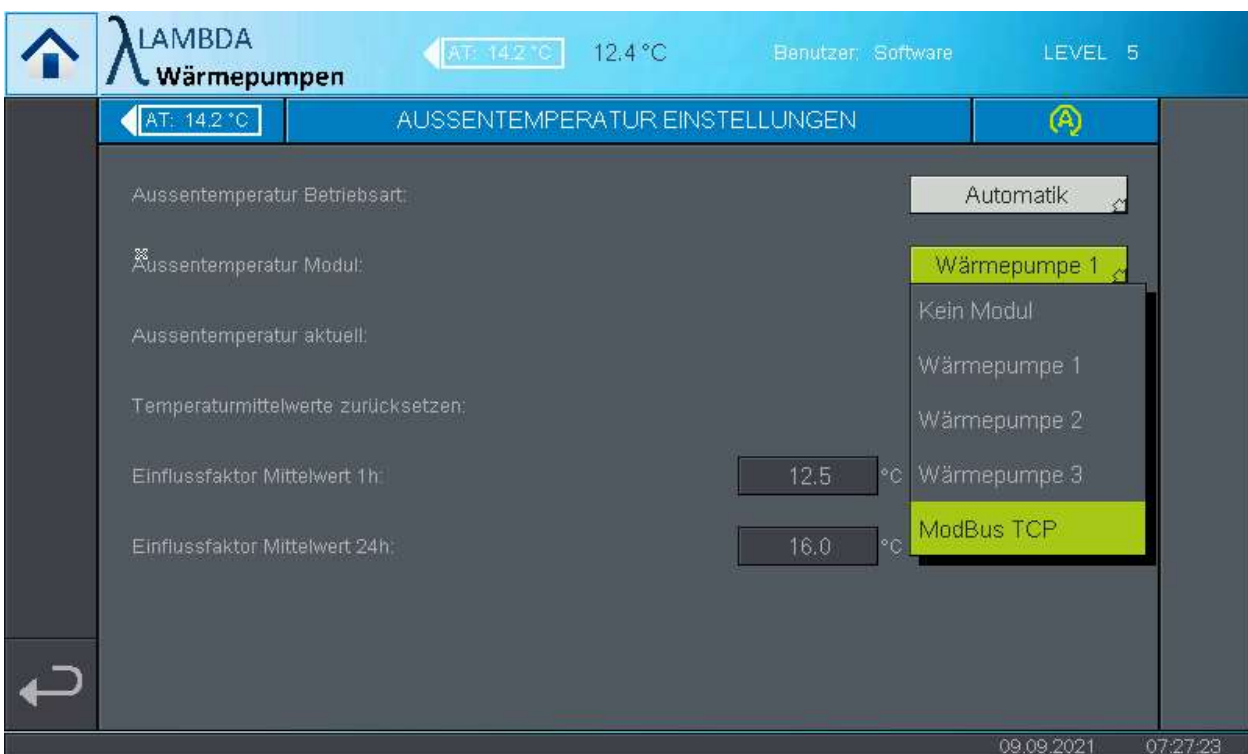 λ LAMBDA
Wärmepumpen
AT: 14.2 °C
12.4 °C
Benutzer: Software
LEVEL 5
AT: 14.2 °C
AUSSENTEMPERATUR EINSTELLUNGEN
A
Aussentemperatur Betriebsart:
Automatik
Aussentemperatur Modul:
Wärmepumpe 1
Kein Modul
Aussentemperatur aktuell:
Wärmepumpe 1
Temperaturmittelwerte zurücksetzen:
Wärmepumpe 2
Einflussfaktor Mittelwert 1h:
12.5 °C
Wärmepumpe 3
Einflussfaktor Mittelwert 24h:
16.0 °C
ModBus TCP
09.09.2021 07:27:23